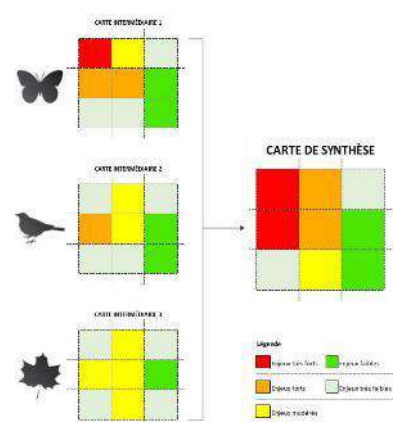 CARTE INTERMÉDIAIRE 1
CARTE INTERMÉDIAIRE 2
CARTE DE SYNTHÈSE
CARTE INTERMÉDIAIRE 3
Légende
Enjeux très forts
Enjeux faibles
Enjeux forts
Enjeux très faibles
Enjeux modérés